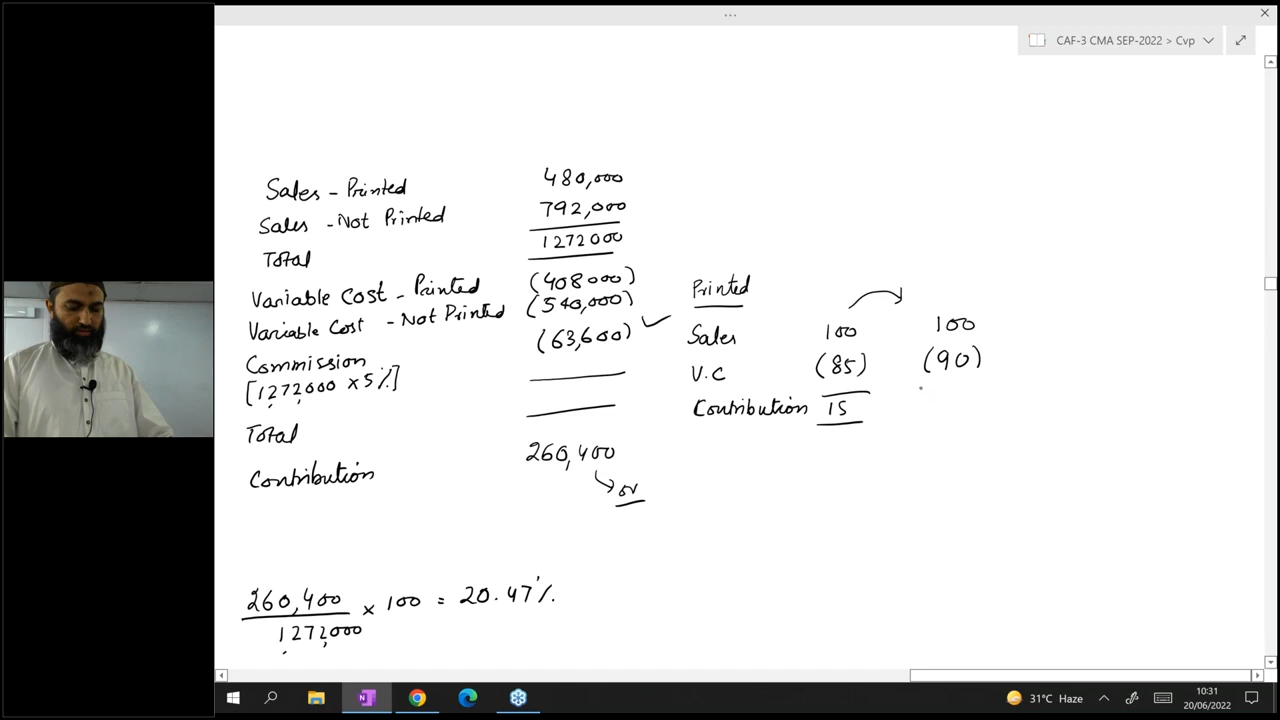 CAF-3 CMA SEP-2022 > Cvp
Sales - Printed 480,000
Sales - Not Printed 792,000
Total 1272000
Variable Cost - Printed (408000)
Variable Cost - Not Printed (540,000)
Commission (63,600)
[1272000 x 5%]
Total
Contribution 260,400
or
Printed
Sales 100 100
V.C (85) (90)
Contribution 15
260,400
x 100 = 20.47%
1272000
31°C Haze
10:31
20/06/2022